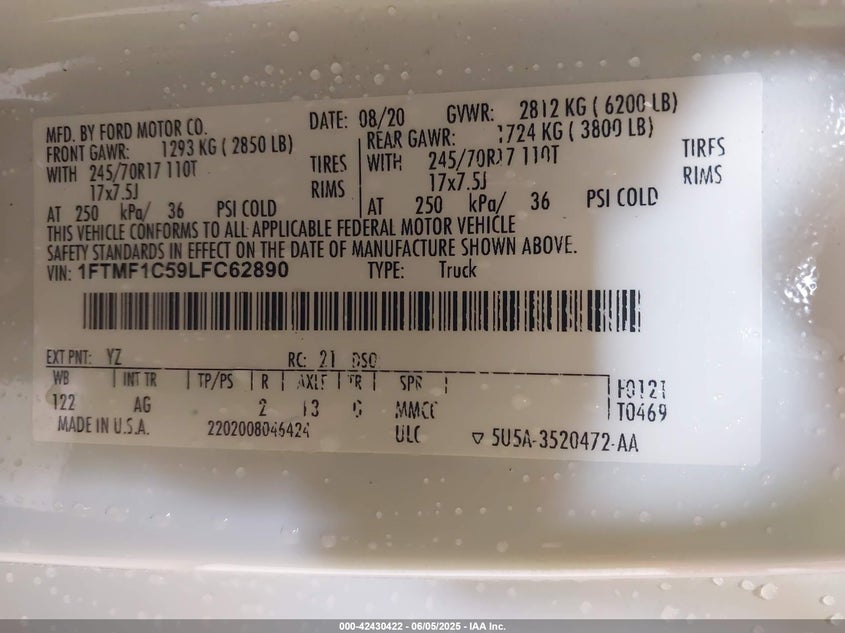 MFD. BY FORD MOTOR CO. DATE: 08/20 GVWR: 2812 KG ( 6200 LB)
FRONT GAWR: 1293 KG ( 2850 LB) REAR GAWR: 1724 KG ( 3800 LB)
WITH 245/70R17 110T TIRES WITH 245/70R17 110T TIRES
17x7.5J RIMS 17x7.5J RIMS
AT 250 kPa/ 36 PSI COLD AT 250 kPa/ 36 PSI COLD
THIS VEHICLE CONFORMS TO ALL APPLICABLE FEDERAL MOTOR VEHICLE
SAFETY STANDARDS IN EFFECT ON THE DATE OF MANUFACTURE SHOWN ABOVE.
VIN: 1FTMF1C59LFC62890 TYPE: Truck
EXT PNT: YZ RC: 21 DSO
WB INT TR TP/PS R AXLE TR SPR
122 AG 2 13
T0469
MADE IN U.S.A. 2202008046424 ▽ 5U5A-3520472-AA
000-42430422 - 06/05/2025 - IAA Inc.